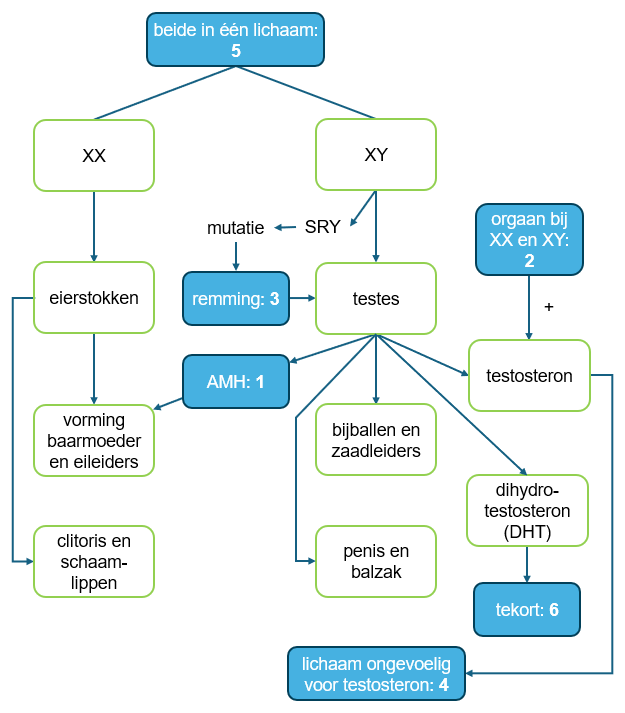 beide in één lichaam:
5
XX
XY
mutatie
SRY
orgaan bij
XX en XY:
2
eierstokken
remming: 3
testes
+
AMH: 1
testosteron
vorming
baarmoeder
en eileiders
bijballen en
zaadleiders
dihydro-
testosteron
(DHT)
clitoris en
schaam-
lippen
penis en
balzak
tekort: 6
lichaam ongevoelig
voor testosteron: 4